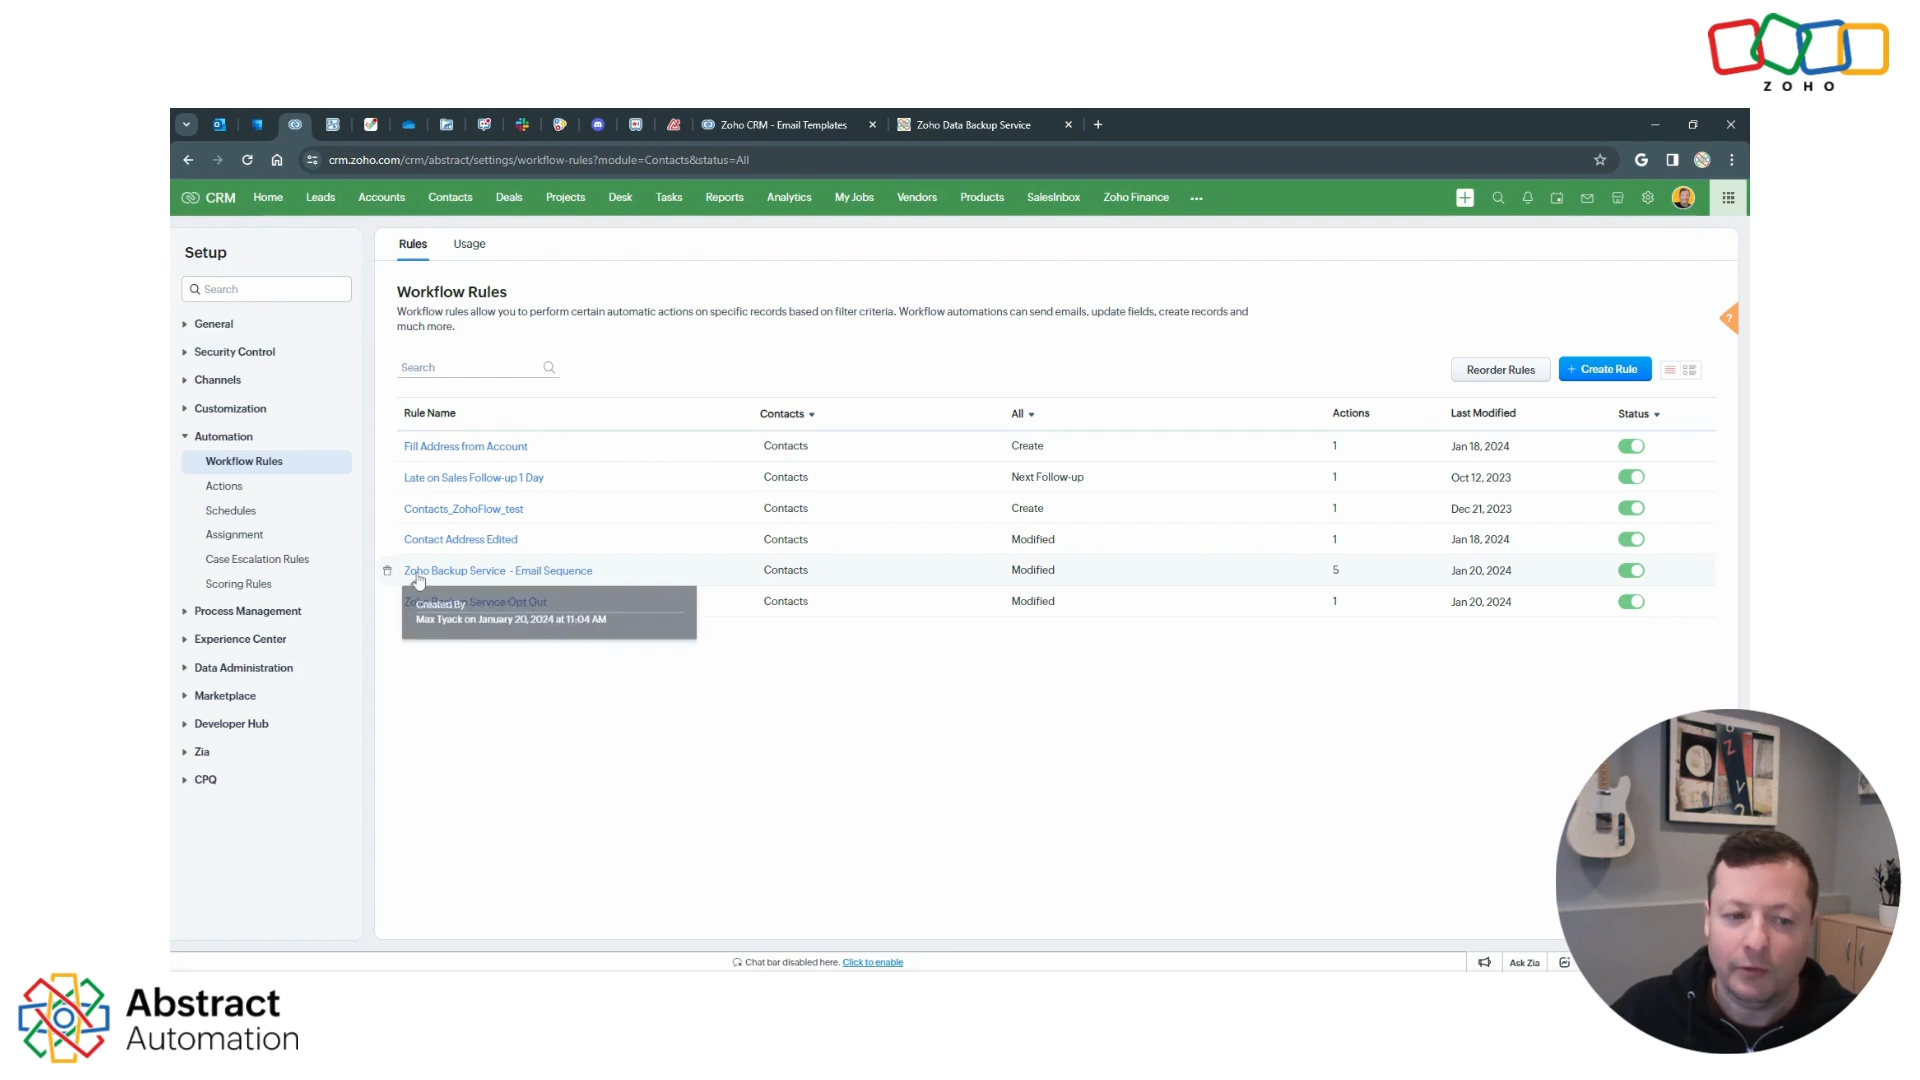 ZOHO
Zoho CRM - Email Templates
Zoho Data Backup Service
crm.zoho.com/crm/abstract/settings/workflow-rules?module=Contacts&status=All
CRM Home Leads Accounts Contacts Deals Projects Desk Tasks Reports Analytics My Jobs Vendors Products SalesInbox Zoho Finance ...
Setup
Search
General
Security Control
Channels
Customization
Automation
Workflow Rules
Actions
Schedules
Assignment
Case Escalation Rules
Scoring Rules
Process Management
Experience Center
Data Administration
Marketplace
Developer Hub
Zia
CPQ
Rules Usage
Workflow Rules
Workflow rules allow you to perform certain automatic actions on specific records based on filter criteria. Workflow automations can send emails, update fields, create records and
much more.
Search
Reorder Rules + Create Rule
?
Rule Name Contacts All Actions Last Modified Status
Fill Address from Account Contacts Create 1 Jan 18, 2024
Late on Sales Follow-up 1 Day Contacts Next Follow-up 1 Oct 12, 2023
Contacts_ZohoFlow_test Contacts Create 1 Dec 21, 2023
Contact Address Edited Contacts Modified 1 Jan 18, 2024
Zoho Backup Service - Email Sequence Contacts Modified 5 Jan 20, 2024
Zoho Backup Service Opt Out Contacts Modified 1 Jan 20, 2024
Created By
Max Tyack on January 20, 2024 at 11:04 AM
Chat bar disabled here. Click to enable
Ask Zia
Abstract
Automation